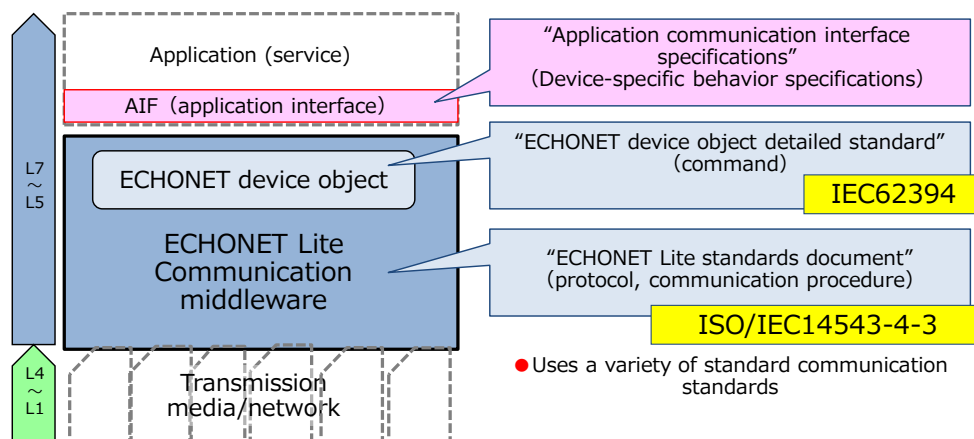 Application (service)
AIF（application interface）
L7
～
L5
ECHONET device object
ECHONET Lite
Communication
middleware
L4
～
L1
Transmission
media/network
“Application communication interface
specifications”
（Device-specific behavior specifications）
“ECHONET device object detailed standard”
（command）
IEC62394
“ECHONET Lite standards document”
（protocol, communication procedure）
ISO/IEC14543-4-3
●Uses a variety of standard communication
standards